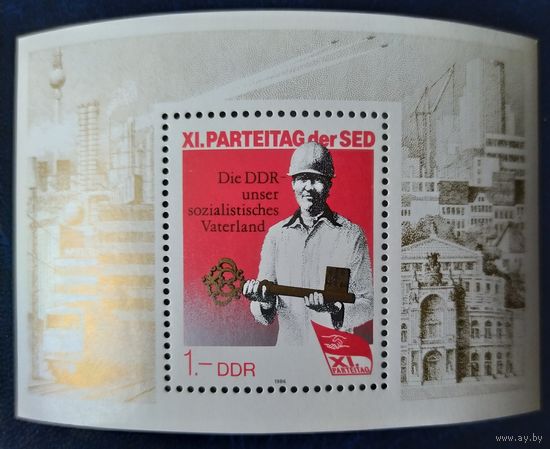 XI. PARTEITAG der SED
Die DDR-
unser
sozialistisches
Vaterland
1.-DDR
1986
XI.
PARTEITAG
www.ay.by